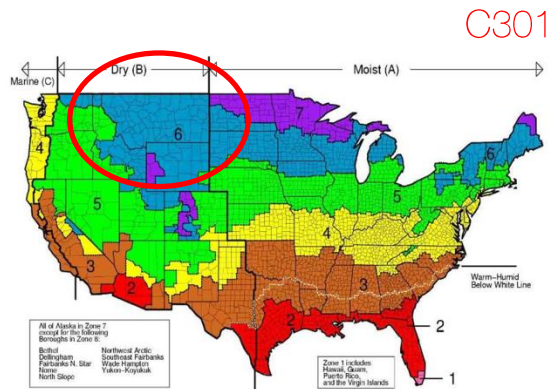 C301
Marine (C)
Dry (B)
Moist (A)
7
6
6
4
5
5
4
3
3
2
2
Warm-Humid
Below White Line
2
1
All of Alaska in Zone 7
except for the following
Boroughs in Zone 8:
Bethel
Dellingham
Fairbanks N. Star
Nome
North Slope
Northwest Arctic
Southeast Fairbanks
Wade Hampton
Yukon-Koyukuk
Zone 1 includes
Hawaii, Guam,
Puerto Rico,
and the Virgin Islands